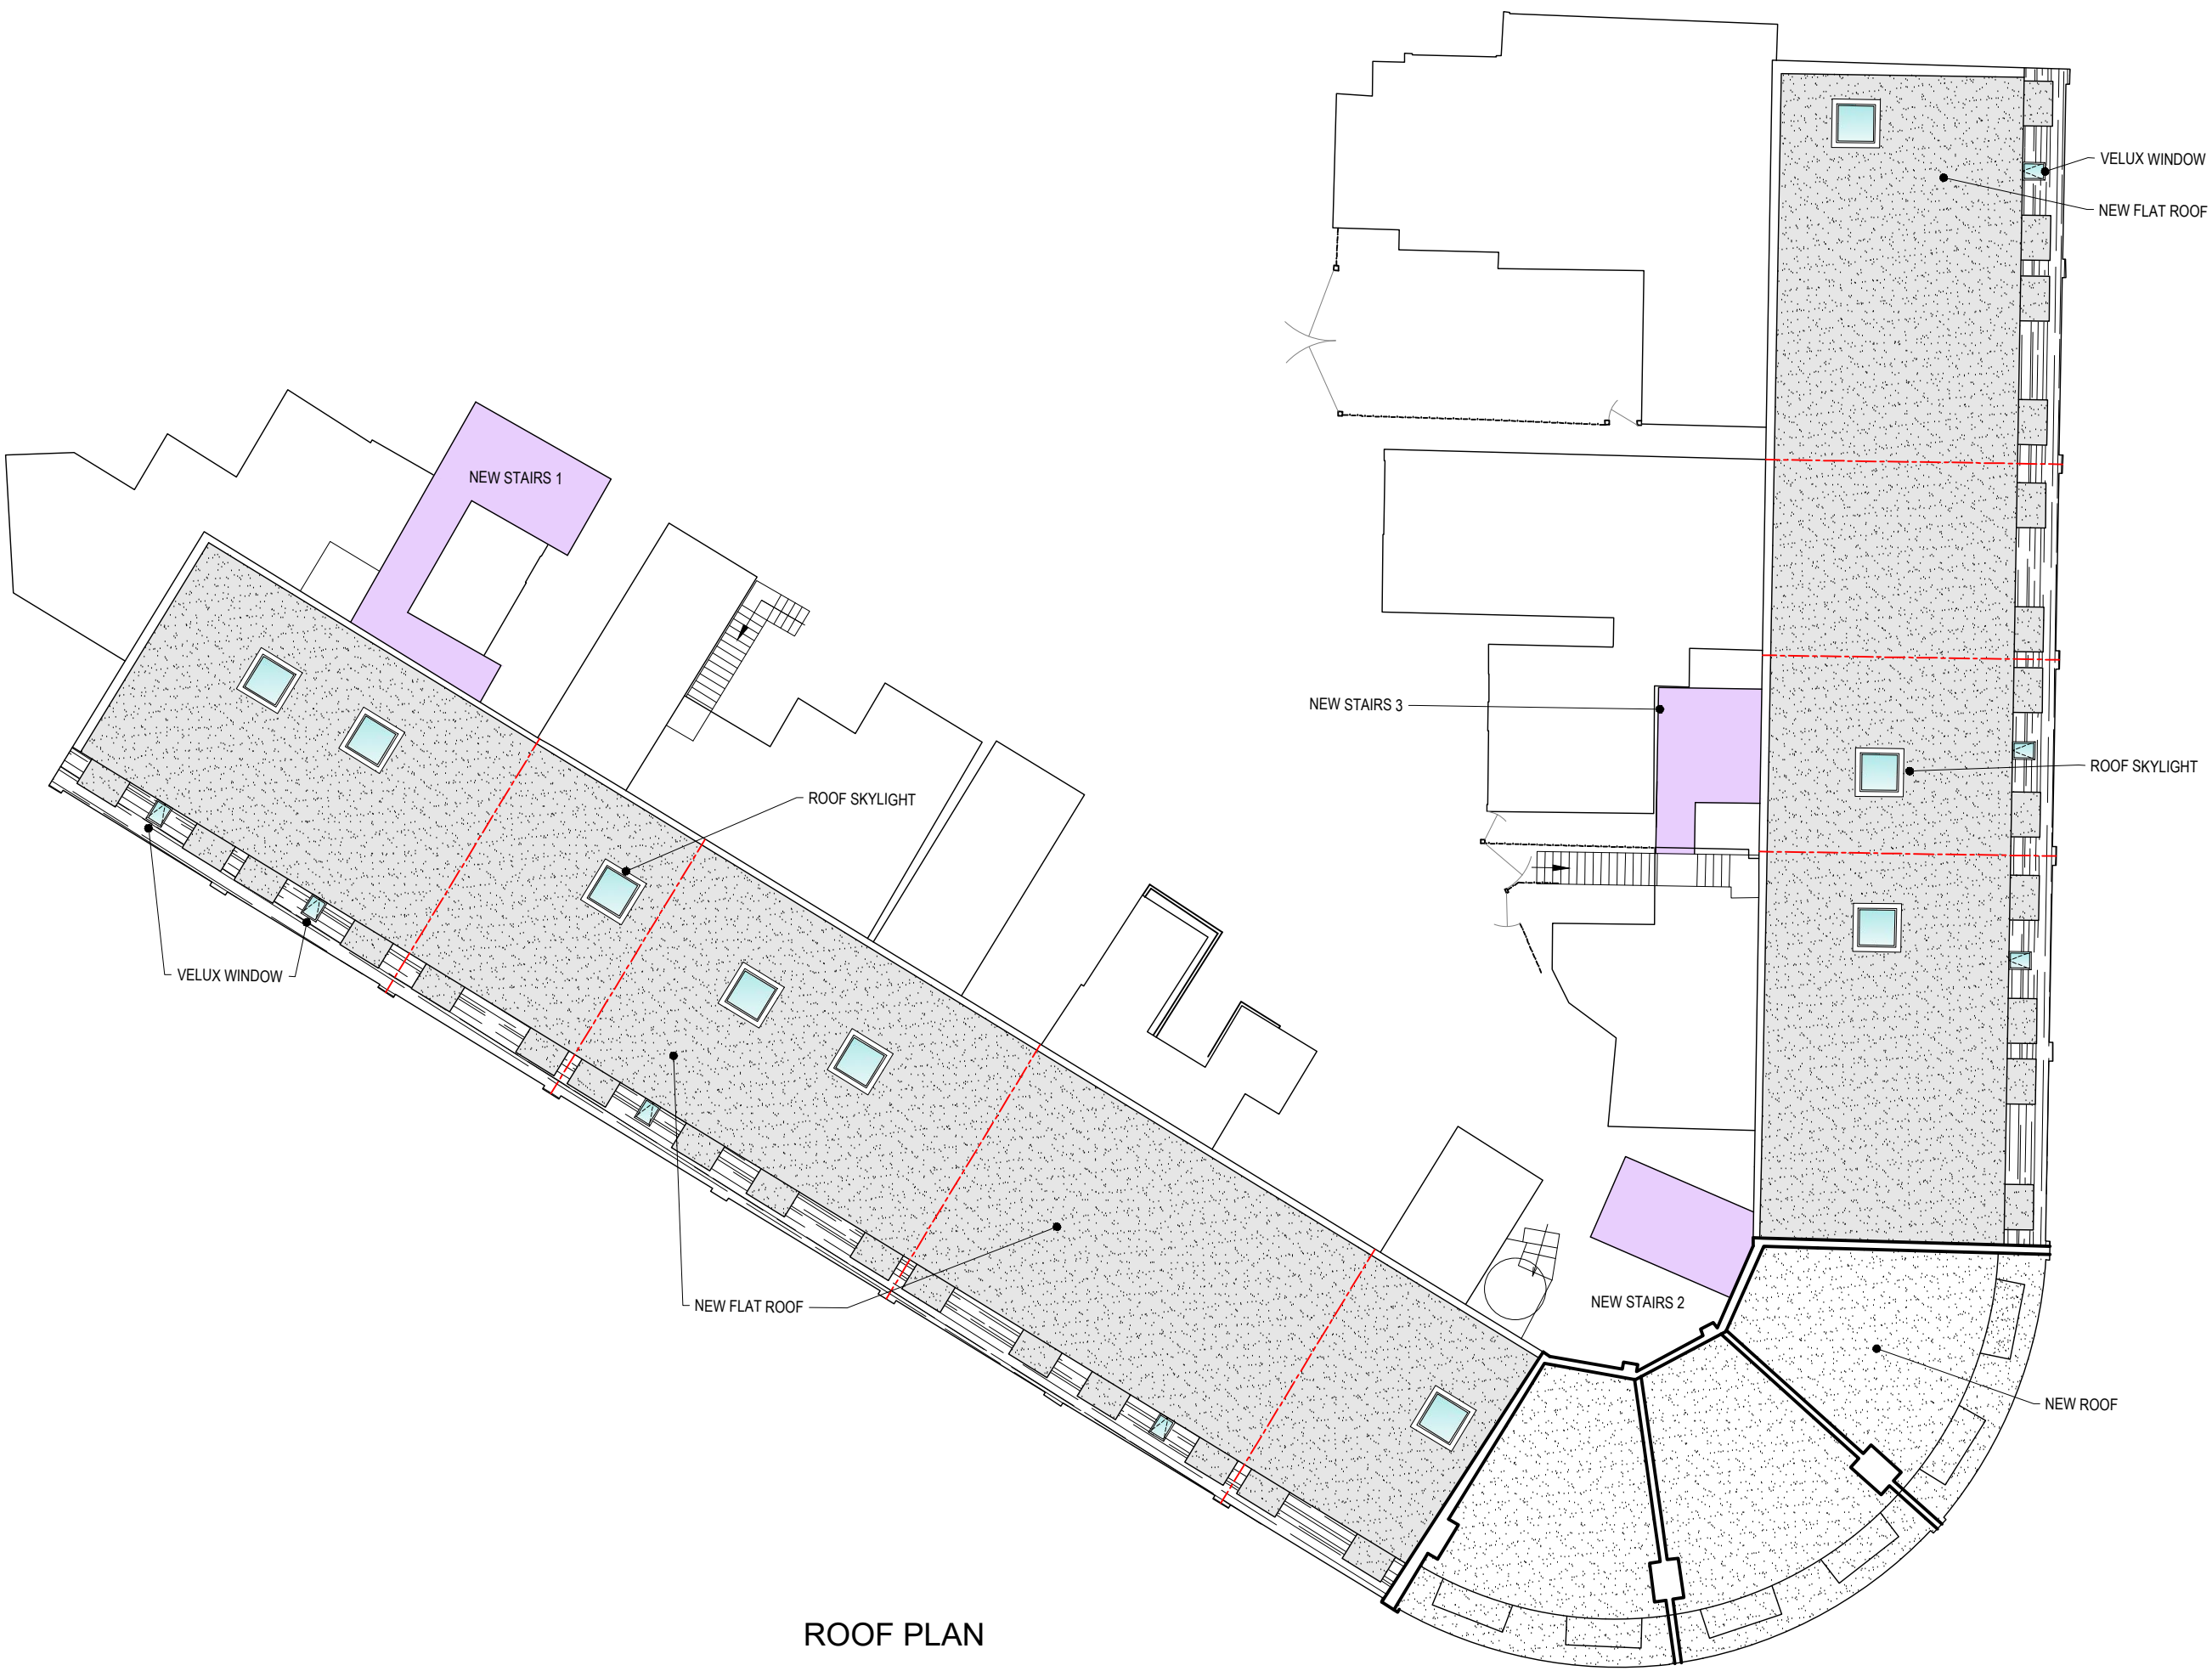 VELUX WINDOW
NEW FLAT ROOF
NEW STAIRS 1
NEW STAIRS 3
ROOF SKYLIGHT
ROOF SKYLIGHT
VELUX WINDOW
NEW FLAT ROOF
NEW STAIRS 2
NEW ROOF
ROOF PLAN